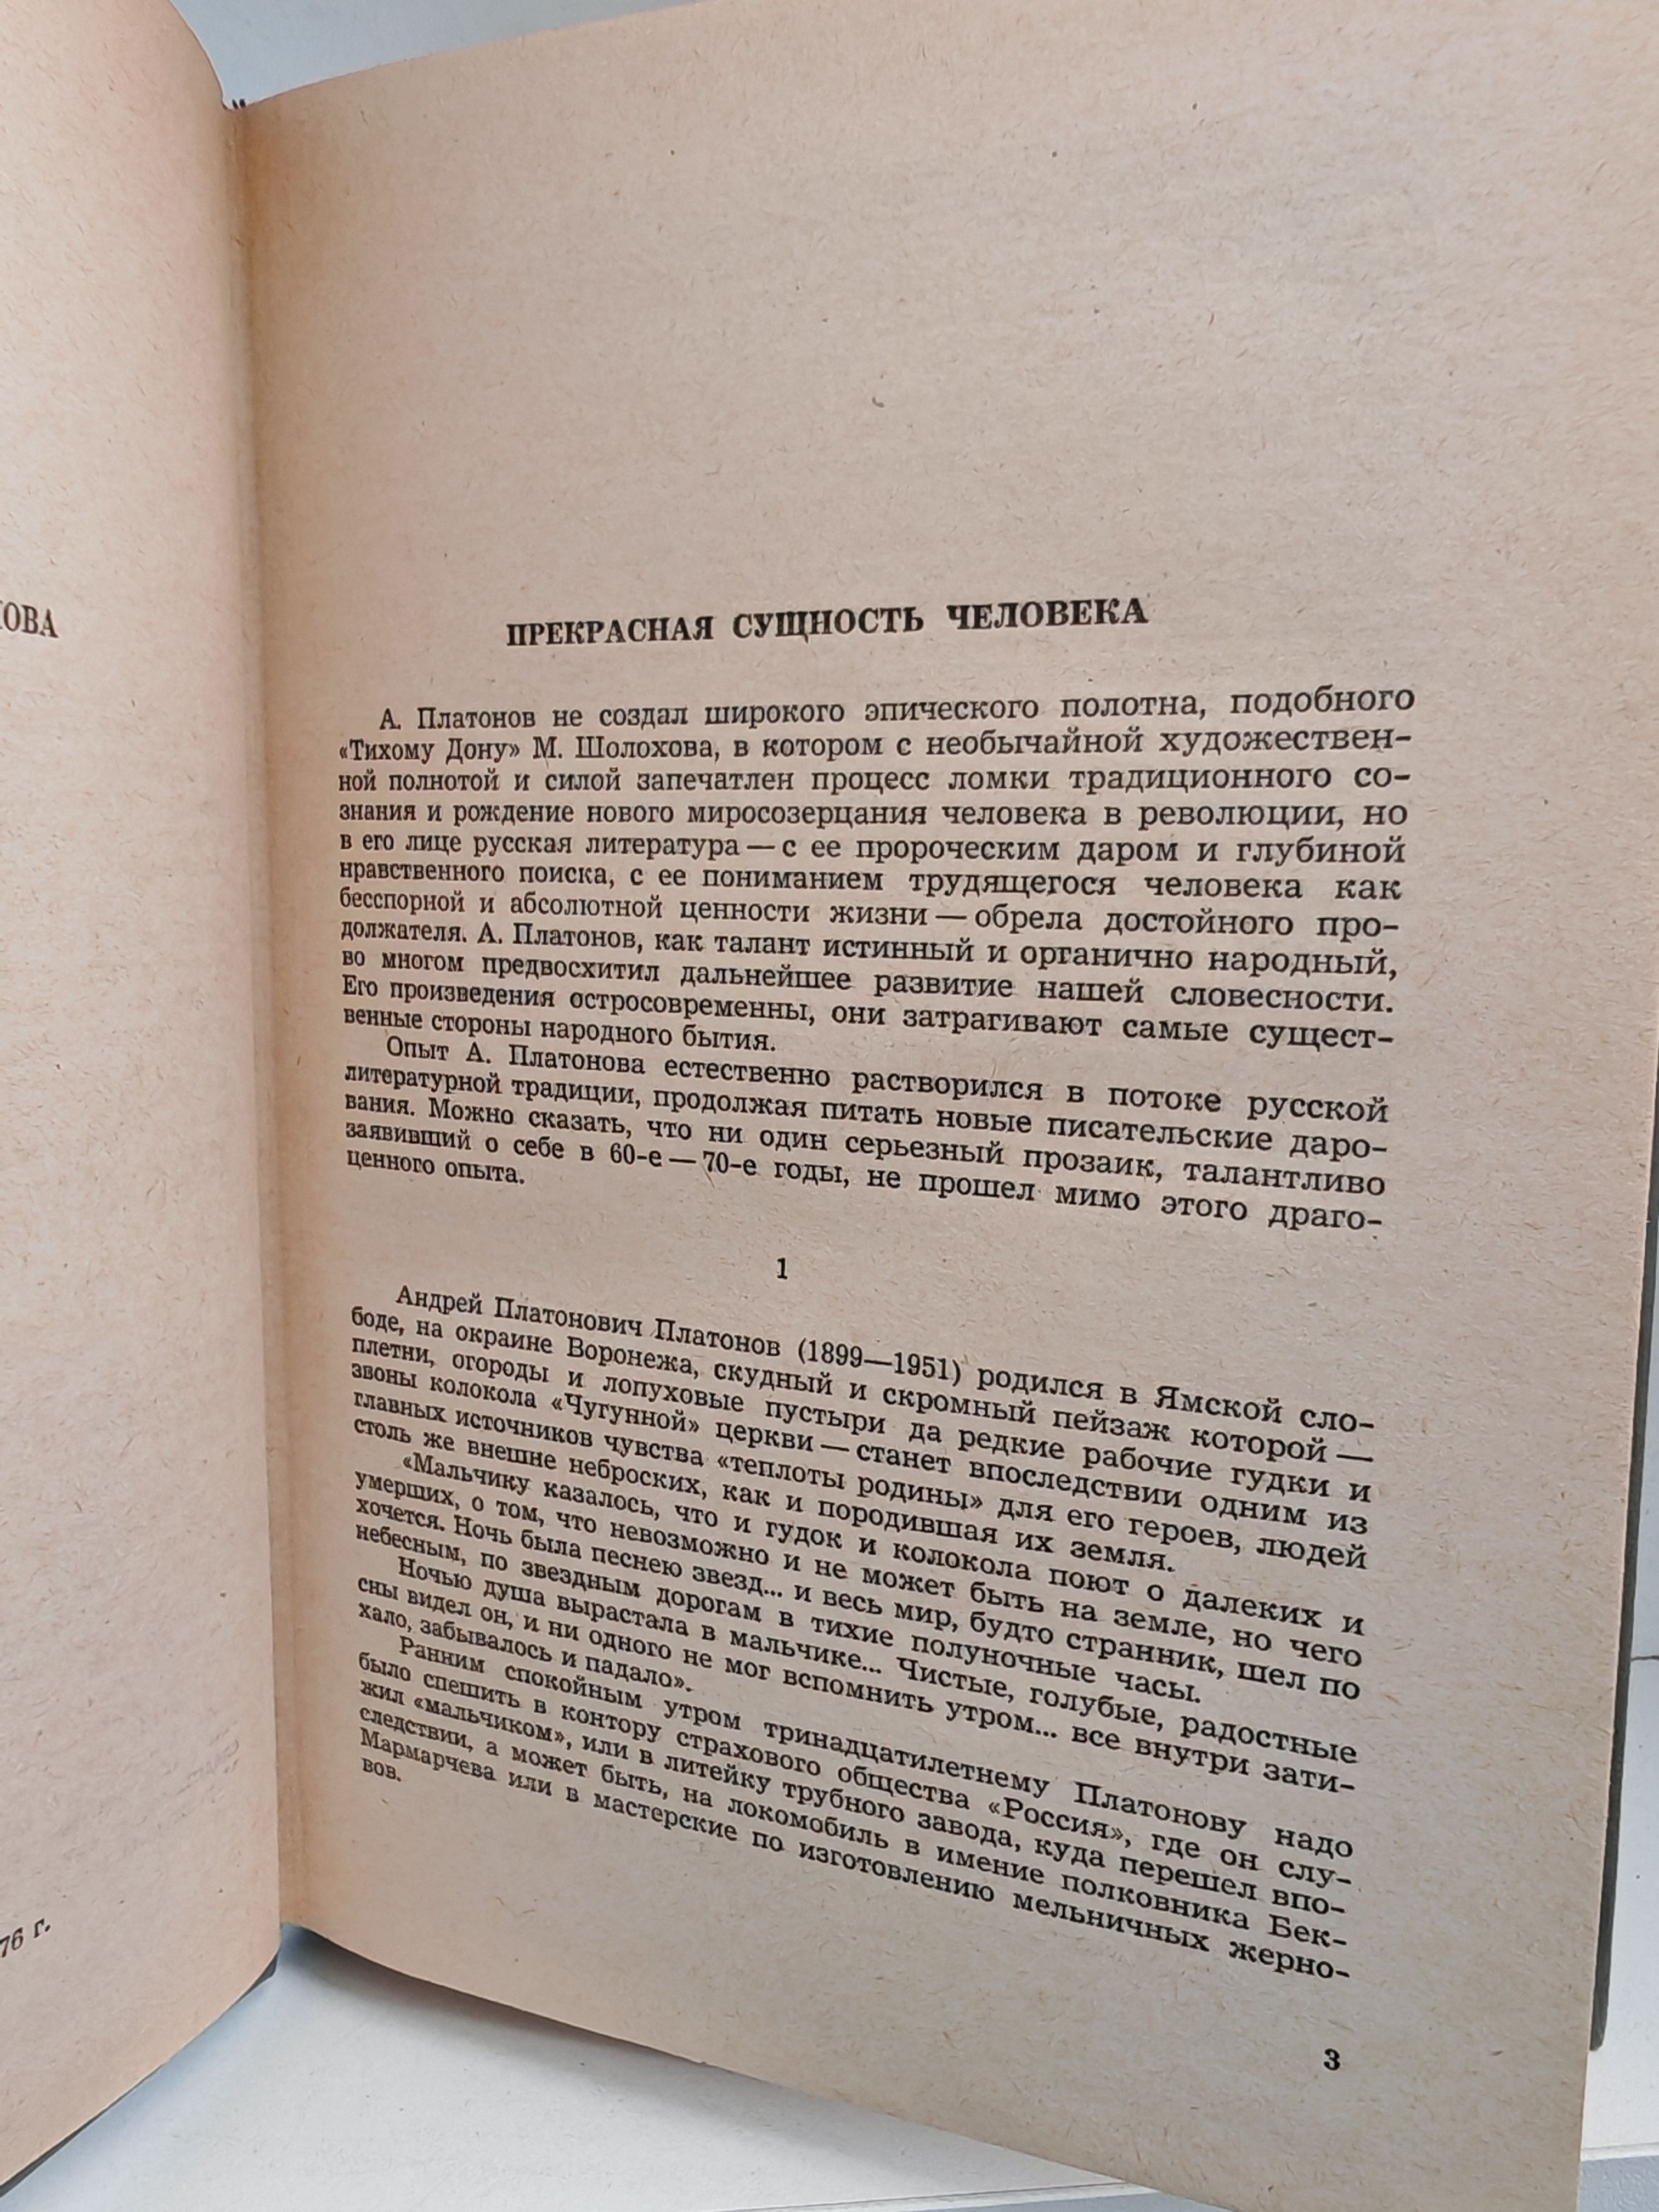 ПРЕКРАСНАЯ СУЩНОСТЬ ЧЕЛОВЕКА
А. Платонов не создал широкого эпического полотна, подобного
«Тихому Дону» М. Шолохова, в котором с необычайной художествен-
ной полнотой и силой запечатлен процесс ломки традиционного со-
знания и рождение нового миросозерцания человека в революции, но
в его лице русская литература — с ее пророческим даром и глубиной
нравственного поиска, с ее пониманием трудящегося человека как
бесспорной и абсолютной ценности жизни — обрела достойного про-
должателя. А. Платонов, как талант истинный и органично народный,
во многом предвосхитил дальнейшее развитие нашей словесности.
Его произведения остросовременны, они затрагивают самые сущест-
венные стороны народного бытия.
Опыт А. Платонова естественно растворился в потоке русской
литературной традиции, продолжая питать новые писательские даро-
вания. Можно сказать, что ни один серьезный прозаик, талантливо
заявивший о себе в 60-е — 70-е годы, не прошел мимо этого драго-
ценного опыта.
1
Андрей Платонович Платонов (1899—1951) родился в Ямской сло-
боде, на окраине Воронежа, скудный и скромный пейзаж которой —
плетни, огороды и лопуховые пустыри да редкие рабочие гудки и
звоны колокола «Чугунной» церкви — станет впоследствии одним из
главных источников чувства «теплоты родины» для его героев, людей
столь же внешне неброских, как и породившая их земля.
«Мальчику казалось, что и гудок и колокола поют о далеких и
умерших, о том, что невозможно и не может быть на земле, но чего
хочется. Ночь была песнею звезд... и весь мир, будто странник, шел по
небесным, по звездным дорогам в тихие полуночные часы.
Ночью душа вырастала в мальчике... Чистые, голубые, радостные
сны видел он, и ни одного не мог вспомнить утром... все внутри зати-
хало, забывалось и падало».
Ранним спокойным утром тринадцатилетнему Платонову надо
было спешить в контору страхового общества «Россия», где он слу-
жил «мальчиком», или в литейку трубного завода, куда перешел впо-
следствии, а может быть, на локомобиль в имение полковника Бек-
Мармарчева или в мастерские по изготовлению мельничных жерно-
вов.
3
ОВА
76 г.